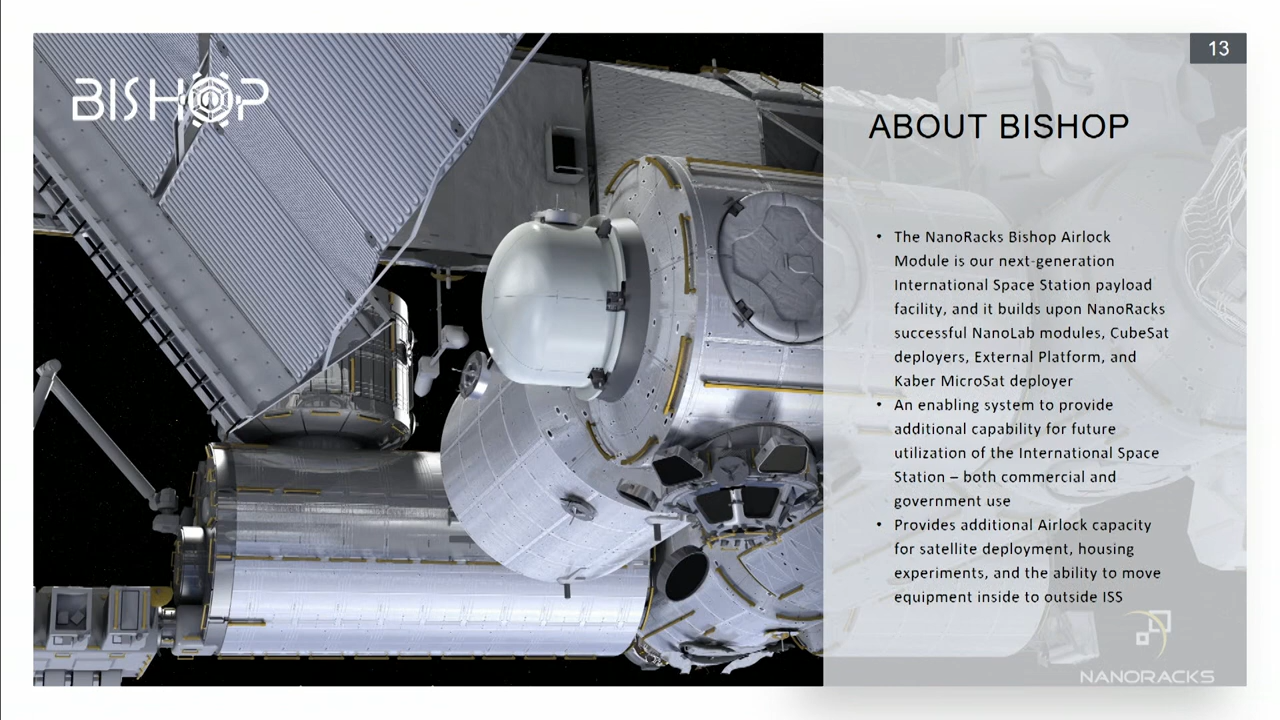 13
BISHOP
ABOUT BISHOP
• The NanoRacks Bishop Airlock
Module is our next-generation
International Space Station payload
facility, and it builds upon NanoRacks
successful NanoLab modules, CubeSat
deployers, External Platform, and
Kaber MicroSat deployer
• An enabling system to provide
additional capability for future
utilization of the International Space
Station – both commercial and
government use
• Provides additional Airlock capacity
for satellite deployment, housing
experiments, and the ability to move
equipment inside to outside ISS
NANORACKS